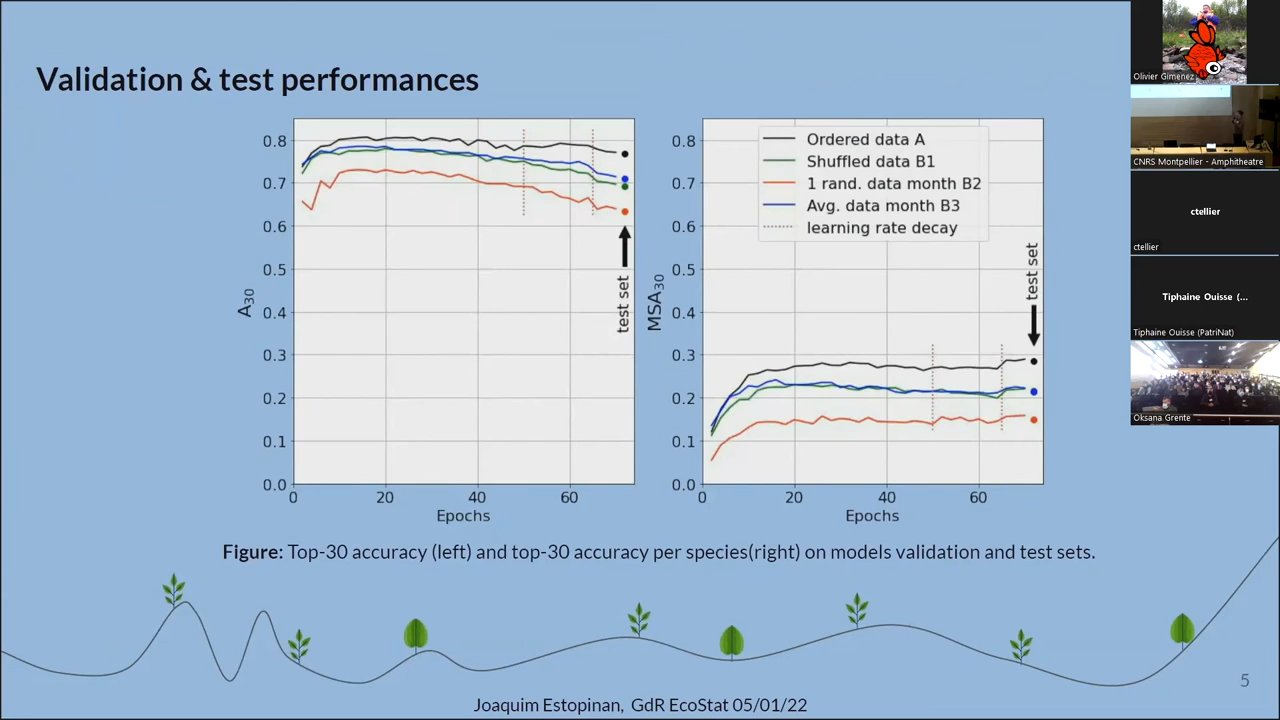 Validation & test performances
0.8
0.7
0.6
0.5
0.4
0.3
0.2
0.1
0.0
A30
0
20
40
60
Epochs
test set
0.8
0.7
0.6
0.5
0.4
0.3
0.2
0.1
0.0
MSA30
0
20
40
60
Epochs
Ordered data A
Shuffled data B1
1 rand. data month B2
Avg. data month B3
learning rate decay
test set
Figure: Top-30 accuracy (left) and top-30 accuracy per species(right) on models validation and test sets.
5
Joaquim Estopinan, GdR EcoStat 05/01/22
Olivier Gimenez
CNRS Montpellier - Amphitheatre
ctellier
ctellier
Tiphaine Ouisse (...
Tiphaine Ouisse (PatriNat)
Oksana Grente